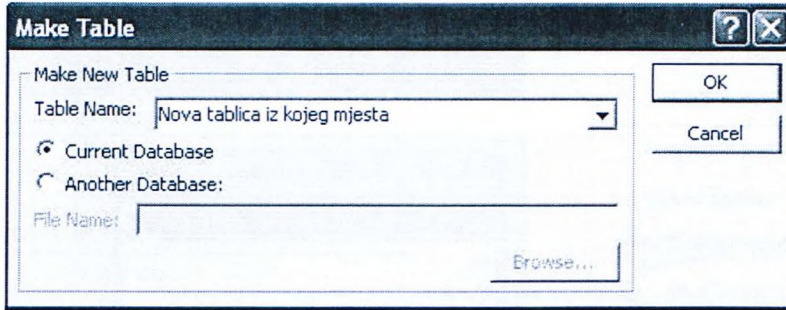 Make Table
Make New Table
OK
Table Name: Nova tablica iz kojeg mjesta
Cancel
Current Database
Another Database:
File Name:
Browse...